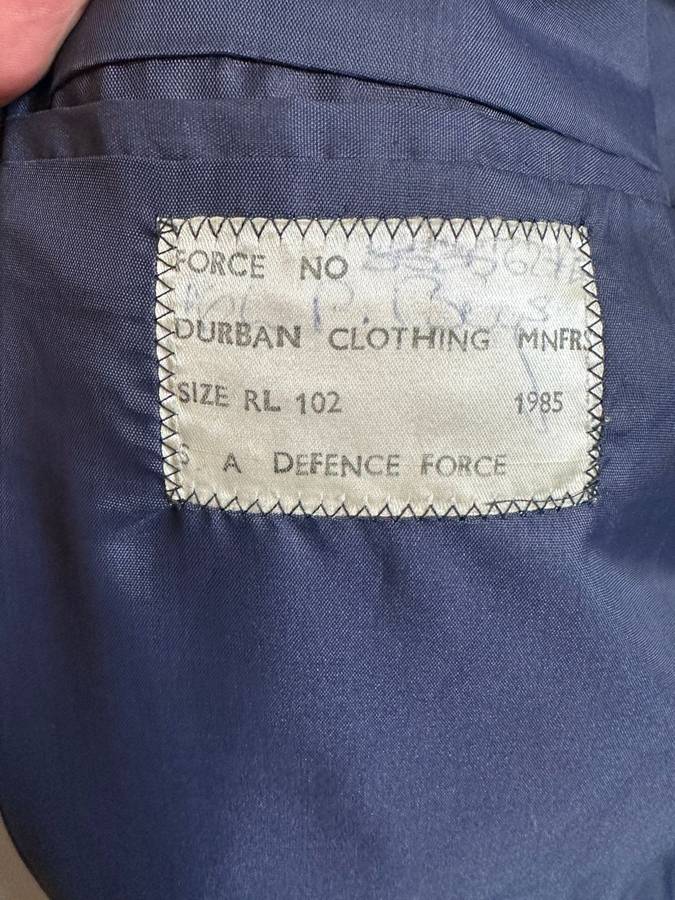 FORCE NO
DURBAN CLOTHING MNFRS
SIZE RL 102 1985
S A DEFENCE FORCE